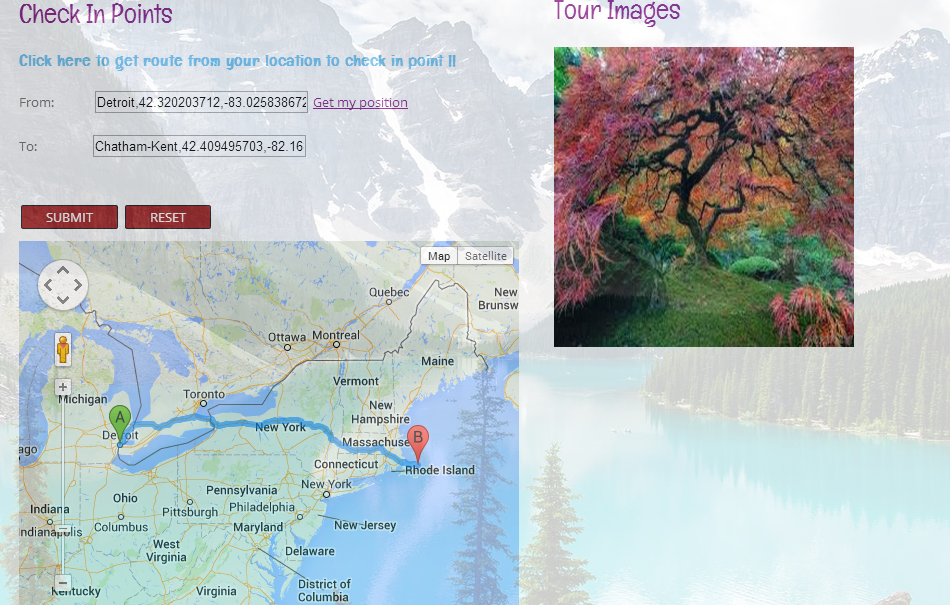 Check In Points
Tour Images
Click here to get route from your location to check in point !!
From: Detroit,42.320203712,-83.025838672 Get my position
To: Chatham-Kent,42.409495703,-82.16
SUBMIT RESET
Map Satellite
Quebec
New
Brunsw
Ottawa Montreal
Maine
Vermont
Toronto
Michigan
New
Hampshire
A
New York
B
Detroit
Massachuse
ago
Connecticut
Rhode Island
New York
Ohio
Pennsylvania
Pittsburgh
Philadelphia
Indiana
Columbus
Maryland
New Jersey
Indianapolis
West
Virginia
Delaware
District of
Columbia
Kentucky
Virginia